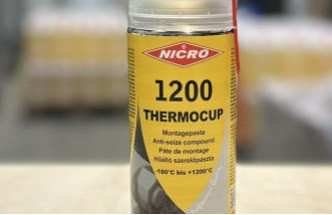 NICRO
1200
THERMOCUP
Montagepaste
Anti-seize compound
Pâte de montage
Hőálló szerelőpaszta
-180°C bis +1200°C